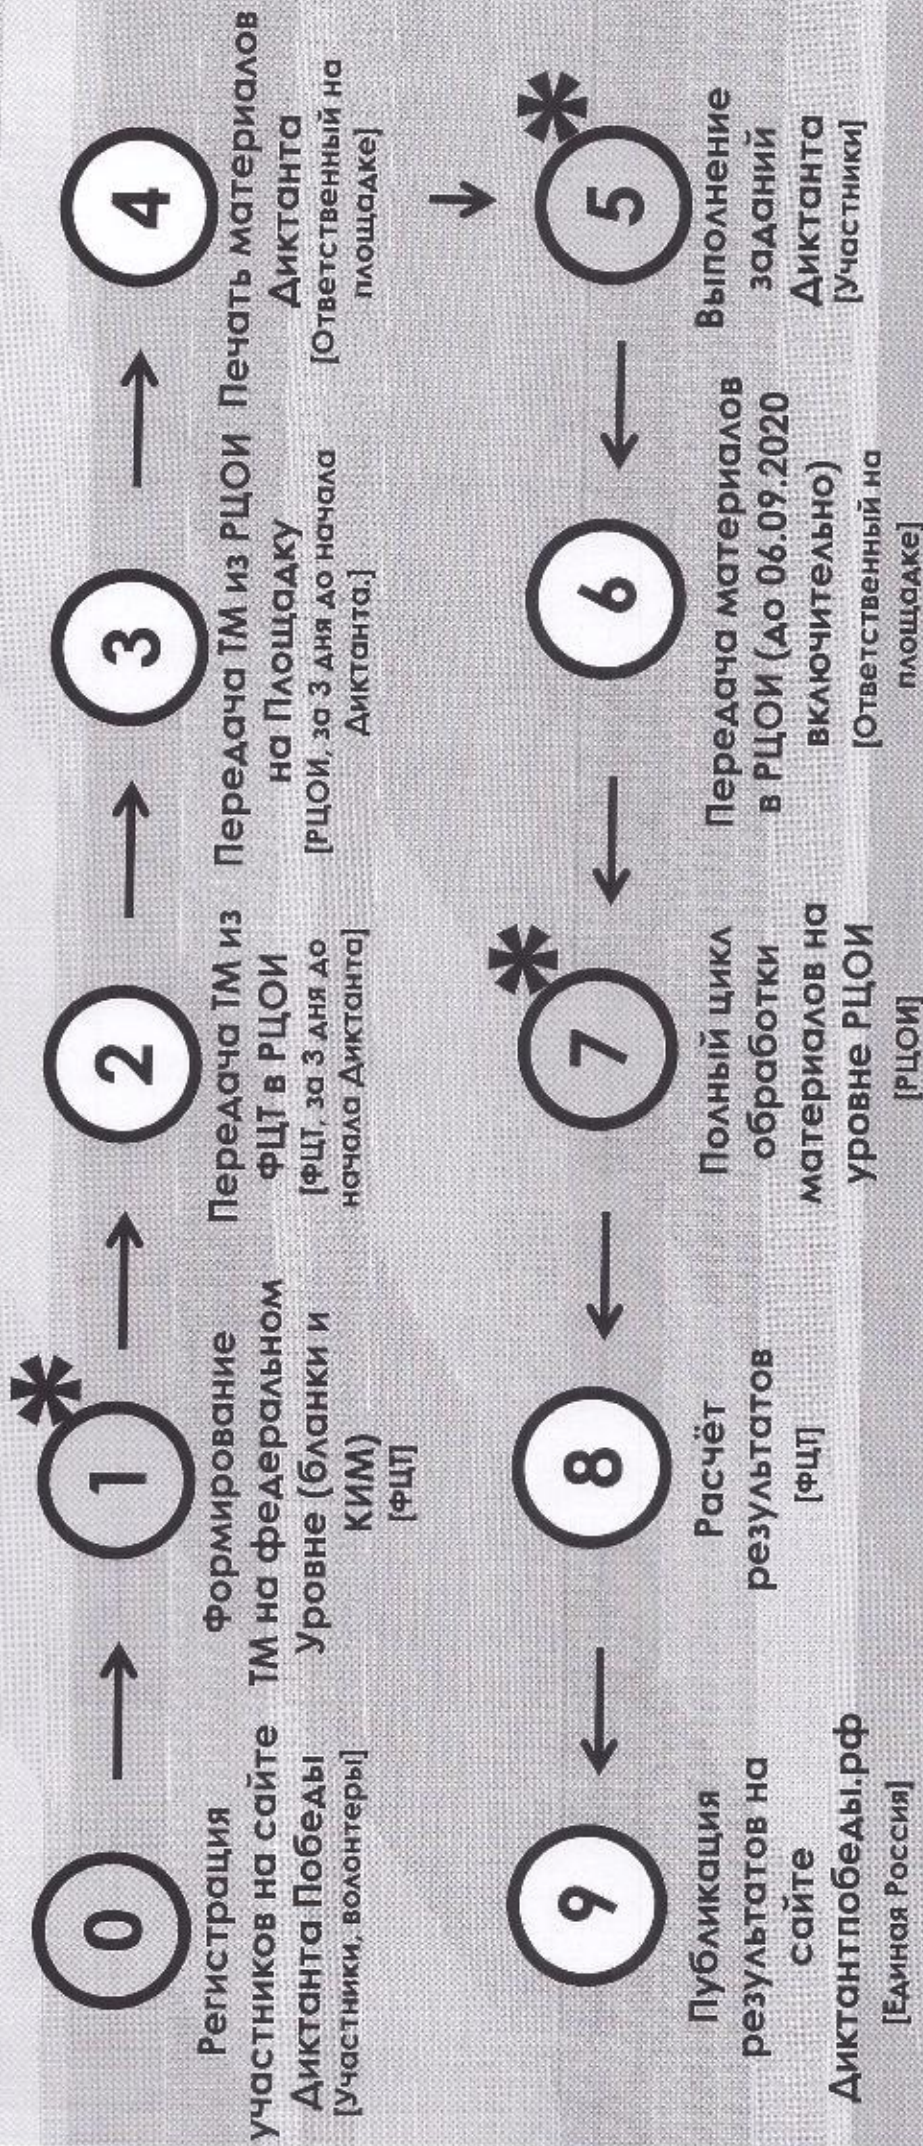 0
Регистрация
участников на сайте
Диктанта Победы
[Участники, волонтеры]
1
Формирование
ТМ на федеральном
Уровне (бланки и
КИМ)
[ФЦТ]
2
Передача ТМ из
ФЦТ в РЦОИ
[ФЦТ, за 3 дня до
начала Диктанта]
3
Передача ТМ из РЦОИ
на Площадку
[РЦОИ, за 3 дня до начала
Диктанта.]
4
Печать материалов
Диктанта
[Ответственный на
площадке]
5
Выполнение
заданий
Диктанта
[Участники]
6
Передача материалов
в РЦОИ (до 06.09.2020
включительно)
[Ответственный на
площадке]
7
Полный цикл
обработки
материалов на
уровне РЦОИ
[РЦОИ]
8
Расчёт
результатов
[ФЦТ]
9
Публикация
результатов на
сайте
Диктантпобеды.рф
[Единая Россия]